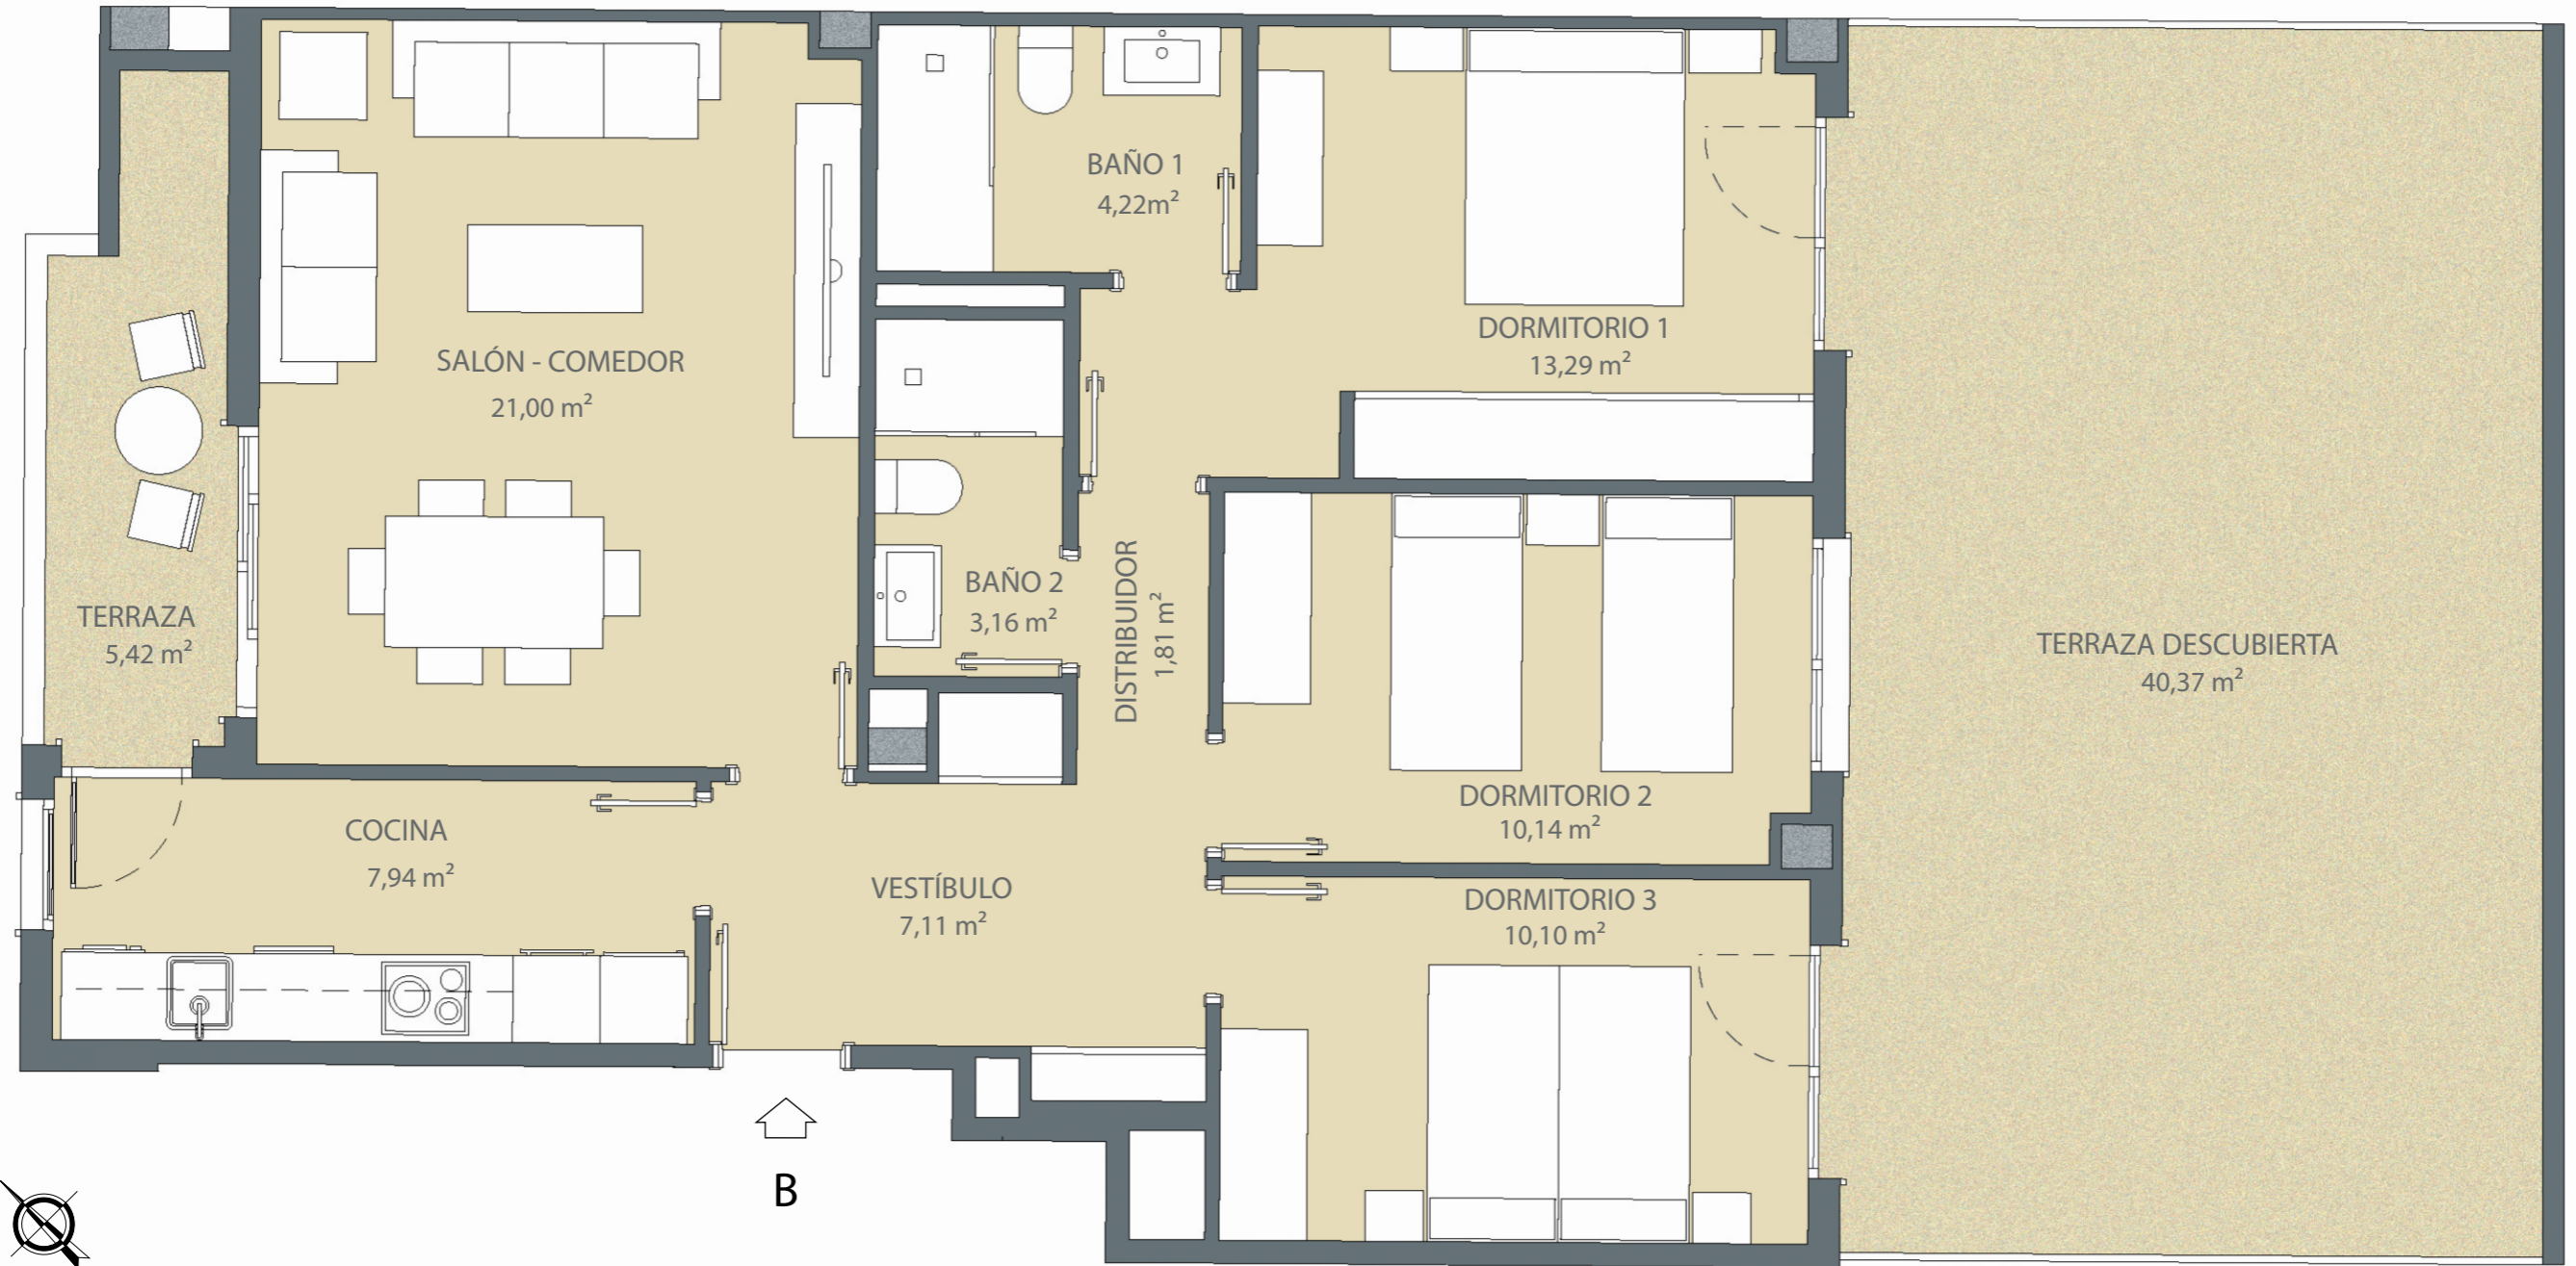 BAÑO 1
4,22m²
DORMITORIO 1
13,29 m²
SALÓN - COMEDOR
21,00 m²
BAÑO 2
3,16 m²
DISTRIBUIDOR
1,81 m²
TERRAZA
5,42 m²
TERRAZA DESCUBIERTA
40,37 m²
DORMITORIO 2
10,14 m²
COCINA
7,94 m²
VESTÍBULO
7,11 m²
DORMITORIO 3
10,10 m²
B